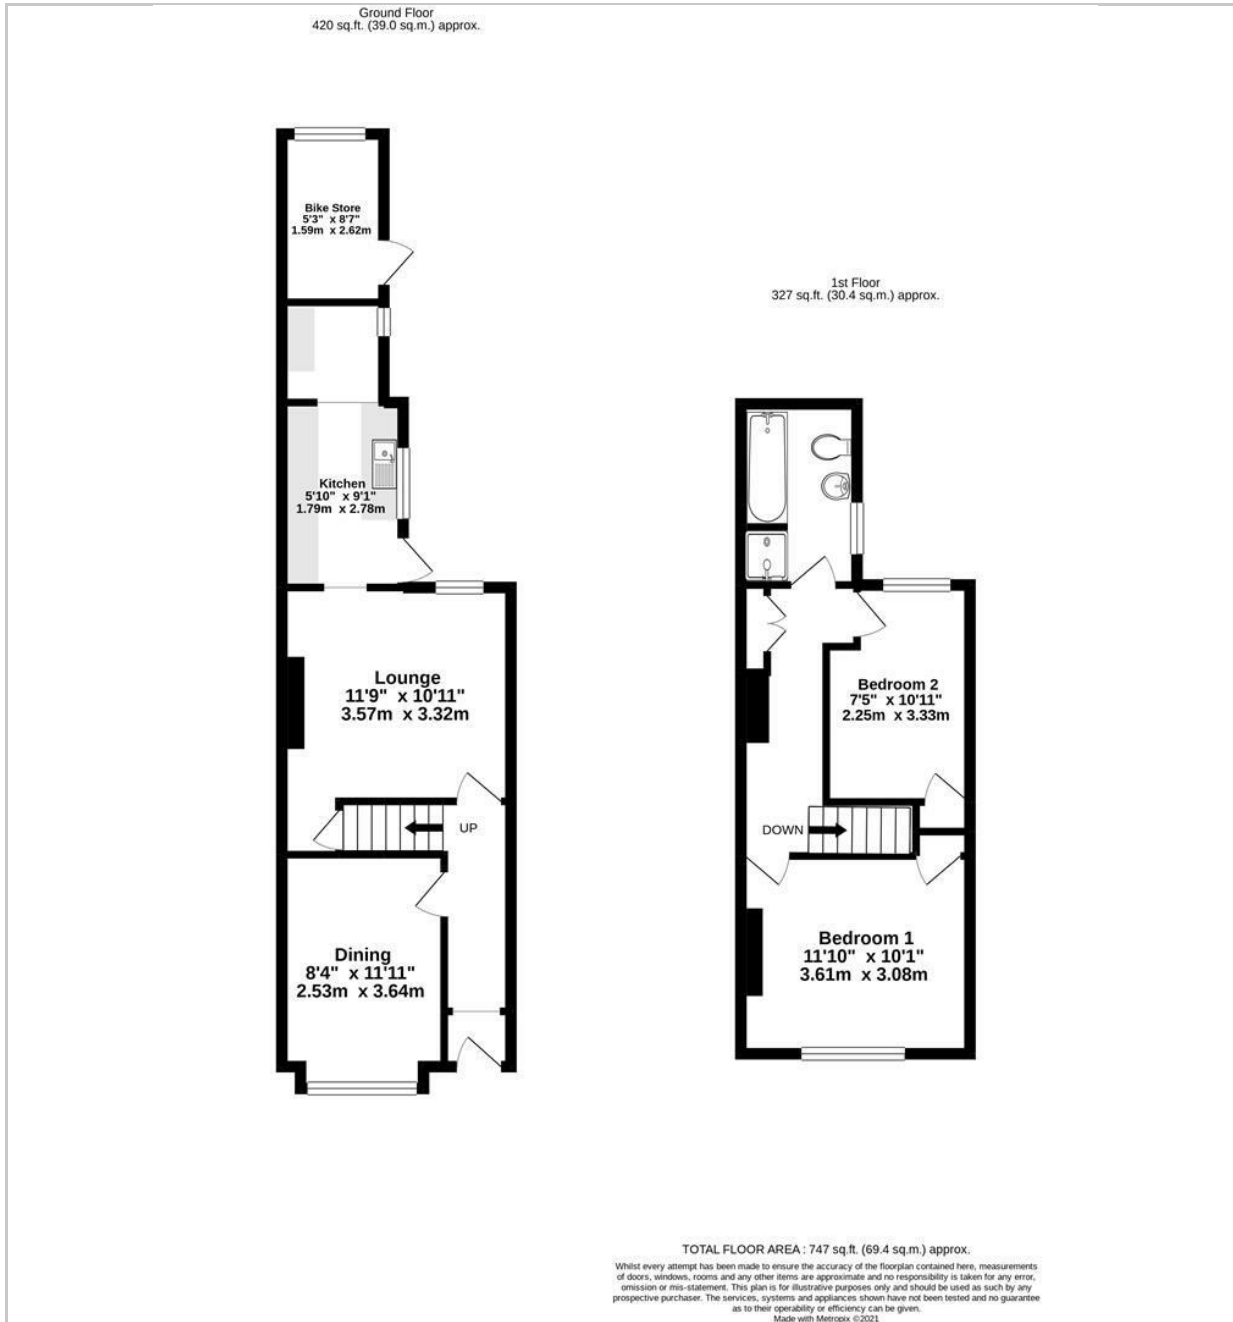 Ground Floor
420 sq.ft. (39.0 sq.m.) approx.
Bike Store
5'3" x 8'7"
1.59m x 2.62m
1st Floor
327 sq.ft. (30.4 sq.m.) approx.
Kitchen
5'10" x 9'1"
1.79m x 2.78m
Lounge
11'9" x 10'11"
3.57m x 3.32m
Bedroom 2
7'5" x 10'11"
2.25m x 3.33m
UP
DOWN
Dining
8'4" x 11'11"
2.53m x 3.64m
Bedroom 1
11'10" x 10'1"
3.61m x 3.08m
TOTAL FLOOR AREA : 747 sq.ft. (69.4 sq.m.) approx.
Whilst every attempt has been made to ensure the accuracy of the floorplan contained here, measurements
of doors, windows, rooms and any other items are approximate and no responsibility is taken for any error,
omission or mis-statement. This plan is for illustrative purposes only and should be used as such by any
prospective purchaser. The services, systems and appliances shown have not been tested and no guarantee
as to their operability or efficiency can be given.
Made with Metropix ©2021